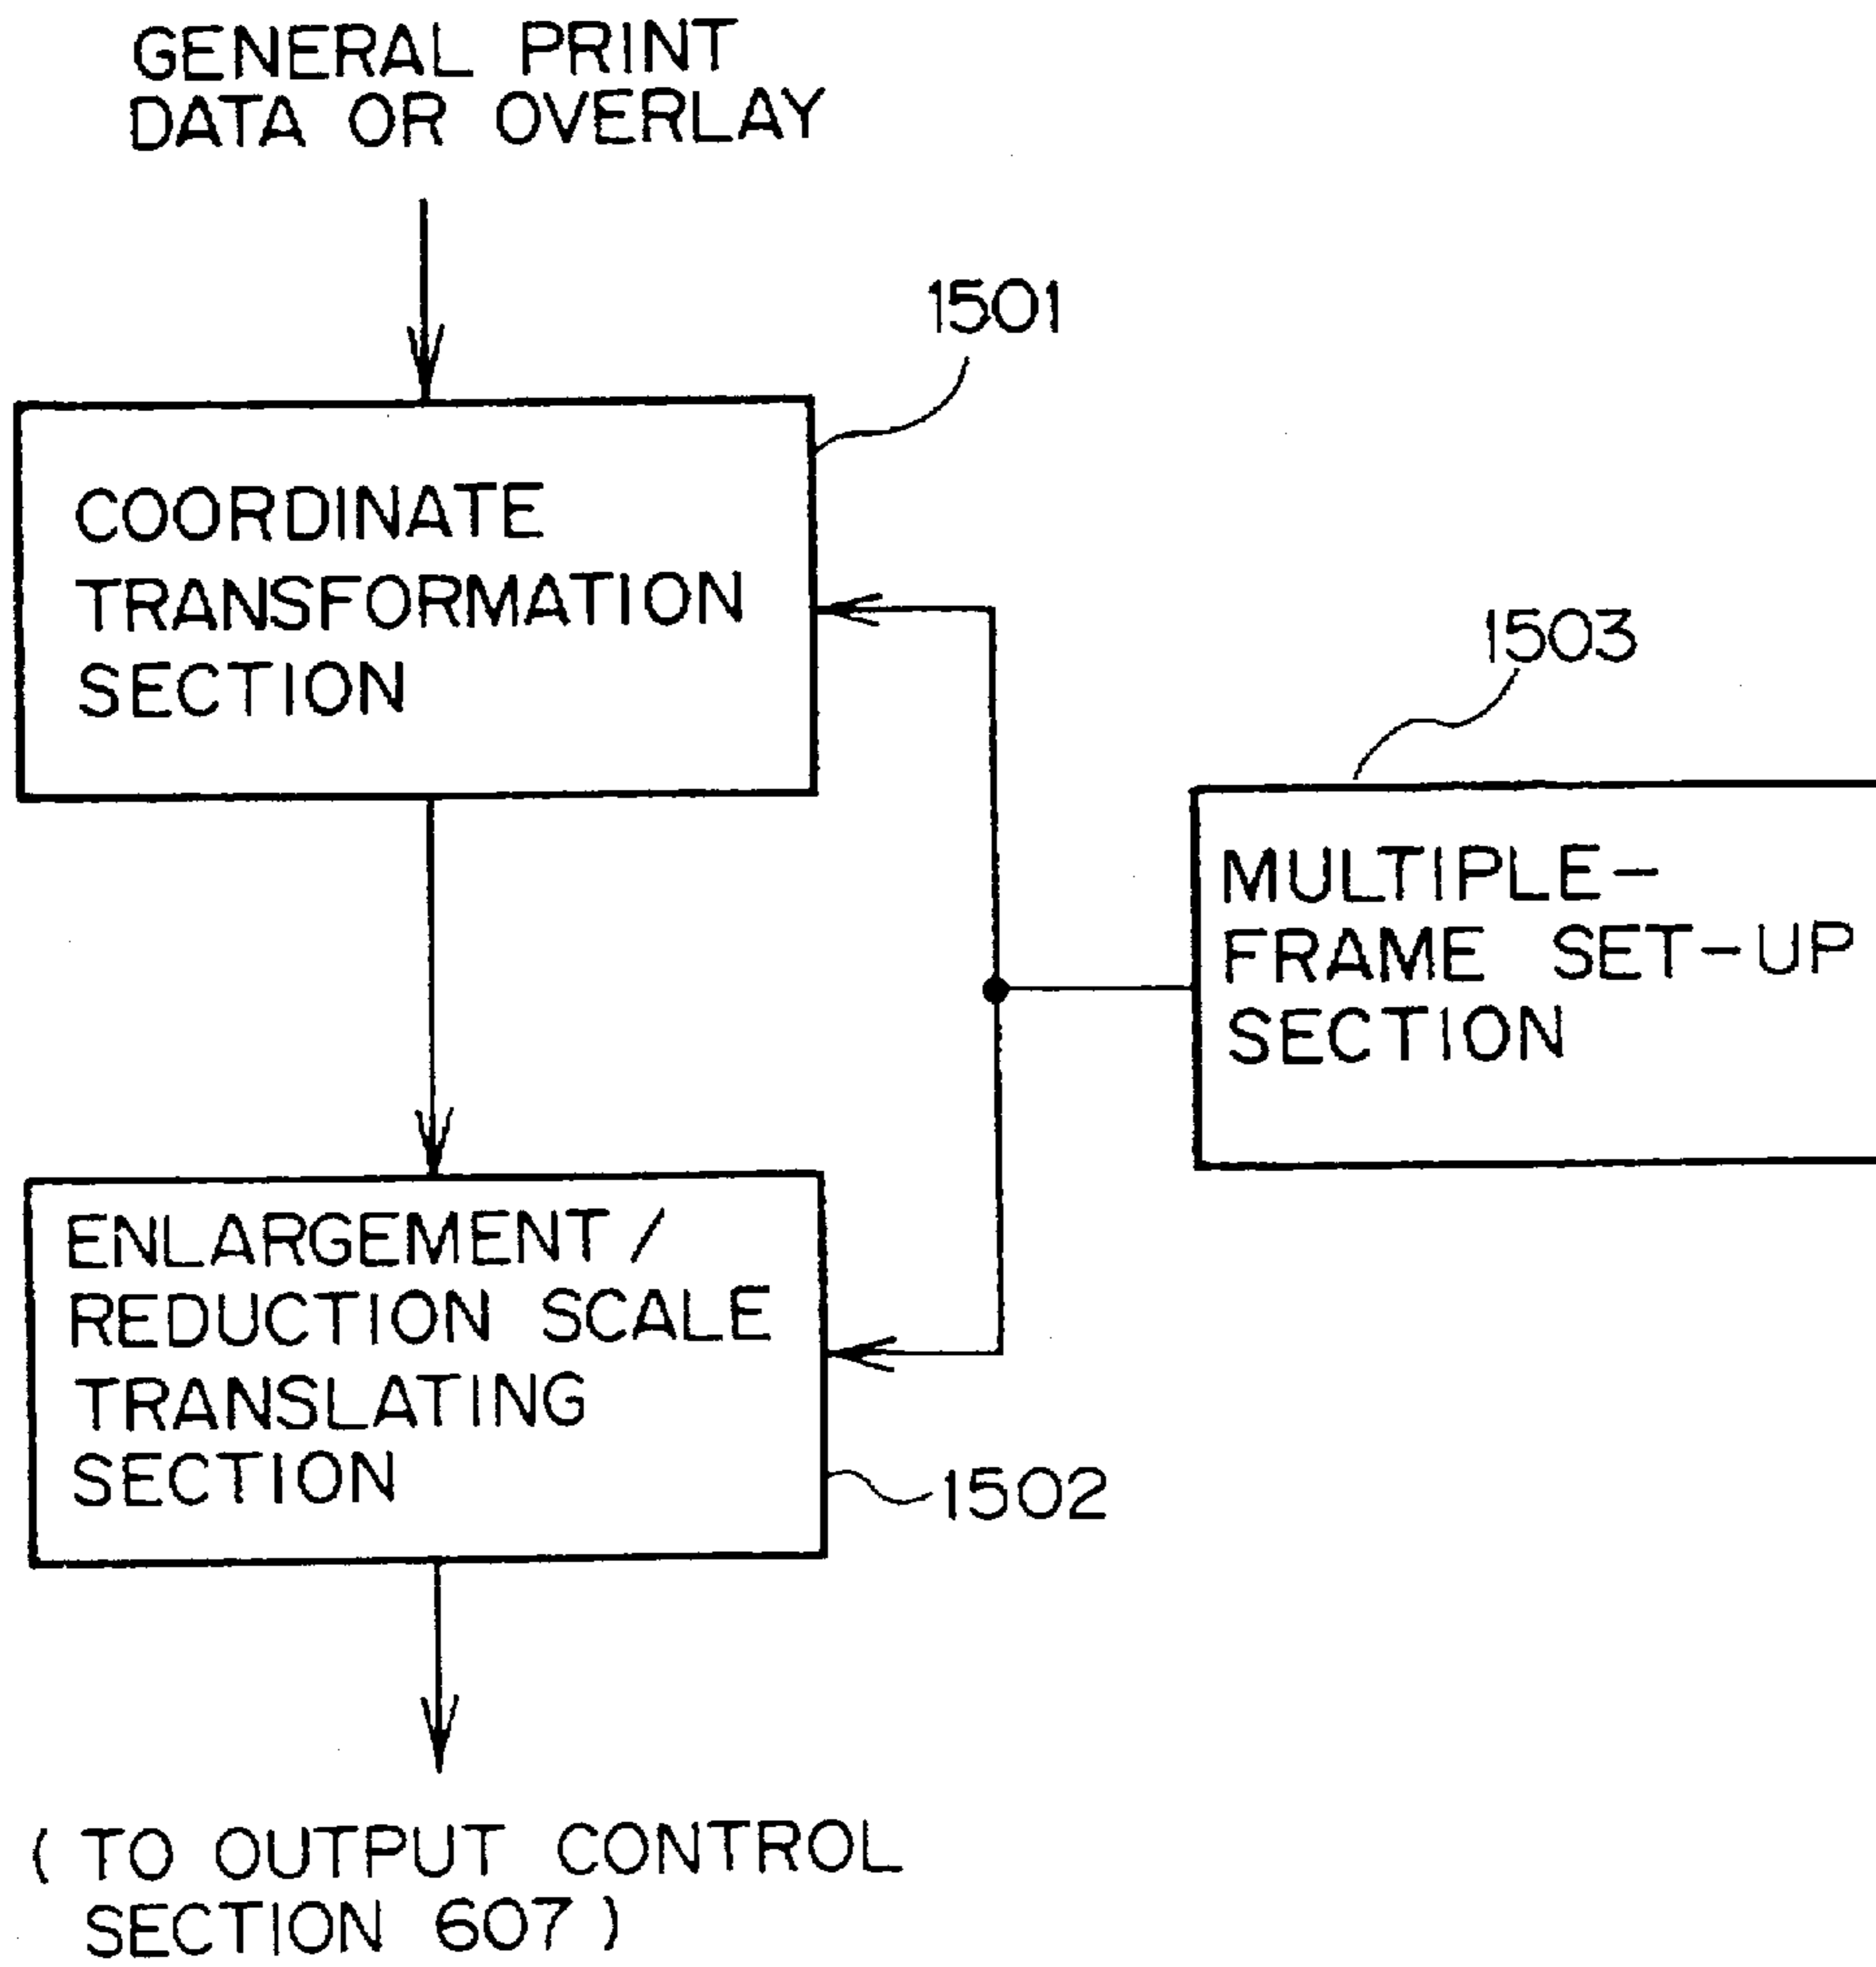 GENERAL PRINT
DATA OR OVERLAY
1501
COORDINATE
TRANSFORMATION
SECTION
1503
MULTIPLE-
FRAME SET-UP
SECTION
ENLARGEMENT/
REDUCTION SCALE
TRANSLATING
SECTION
1502
(TO OUTPUT CONTROL
SECTION 607)